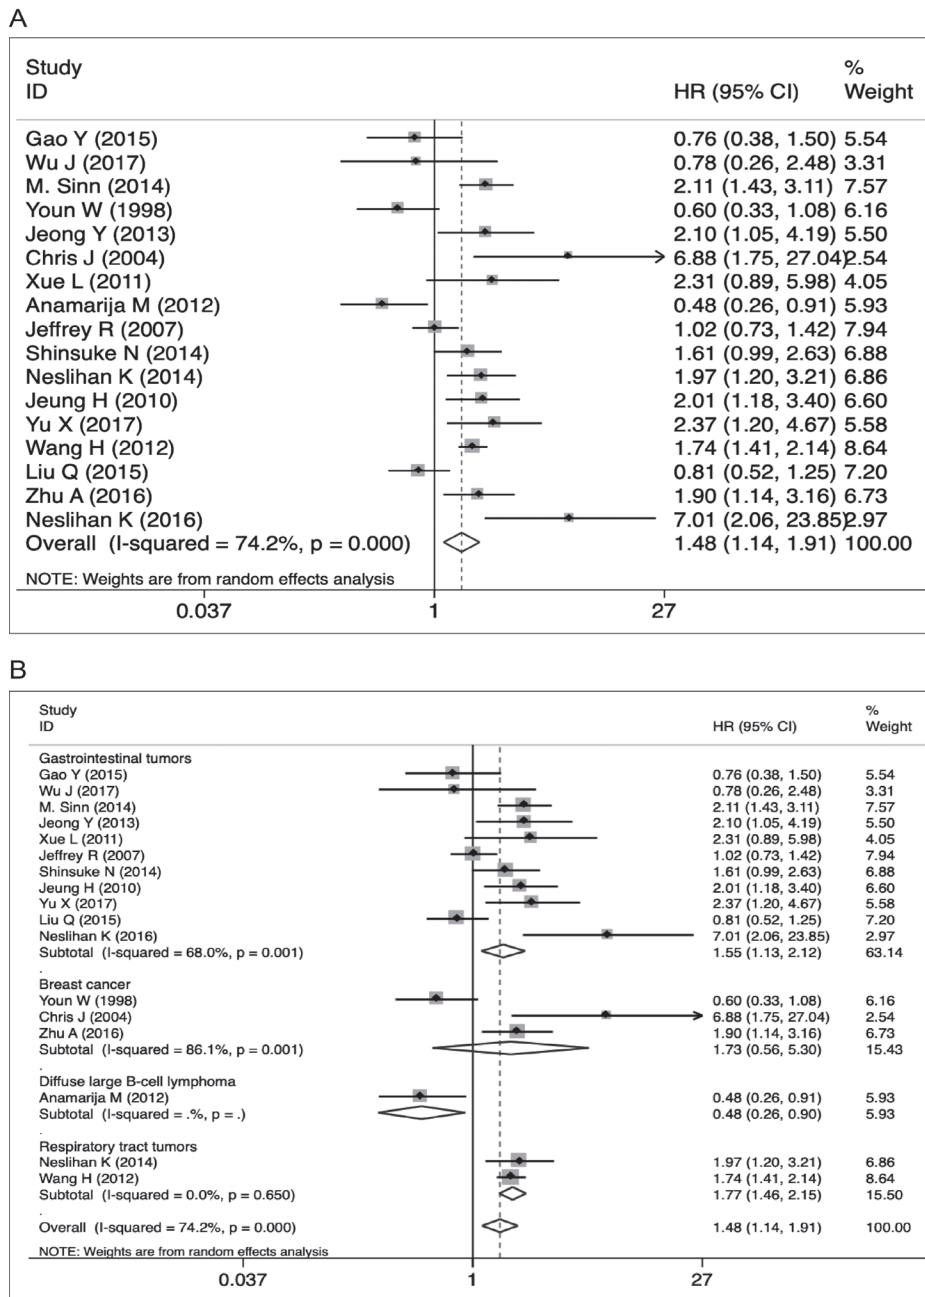 A
Study %
ID HR (95% CI) Weight
Gao Y (2015) 0.76 (0.38, 1.50) 5.54
Wu J (2017) 0.78 (0.26, 2.48) 3.31
M. Sinn (2014) 2.11 (1.43, 3.11) 7.57
Youn W (1998) 0.60 (0.33, 1.08) 6.16
Jeong Y (2013) 2.10 (1.05, 4.19) 5.50
Chris J (2004) 6.88 (1.75, 27.04) 2.54
Xue L (2011) 2.31 (0.89, 5.98) 4.05
Anamarija M (2012) 0.48 (0.26, 0.91) 5.93
Jeffrey R (2007) 1.02 (0.73, 1.42) 7.94
Shinsuke N (2014) 1.61 (0.99, 2.63) 6.88
Neslihan K (2014) 1.97 (1.20, 3.21) 6.86
Jeung H (2010) 2.01 (1.18, 3.40) 6.60
Yu X (2017) 2.37 (1.20, 4.67) 5.58
Wang H (2012) 1.74 (1.41, 2.14) 8.64
Liu Q (2015) 0.81 (0.52, 1.25) 7.20
Zhu A (2016) 1.90 (1.14, 3.16) 6.73
Neslihan K (2016) 7.01 (2.06, 23.85) 2.97
Overall (I-squared = 74.2%, p = 0.000) 1.48 (1.14, 1.91) 100.00
NOTE: Weights are from random effects analysis
0.037 1 27
B
Study %
ID HR (95% CI) Weight
Gastrointestinal tumors
Gao Y (2015) 0.76 (0.38, 1.50) 5.54
Wu J (2017) 0.78 (0.26, 2.48) 3.31
M. Sinn (2014) 2.11 (1.43, 3.11) 7.57
Jeong Y (2013) 2.10 (1.05, 4.19) 5.50
Xue L (2011) 2.31 (0.89, 5.98) 4.05
Jeffrey R (2007) 1.02 (0.73, 1.42) 7.94
Shinsuke N (2014) 1.61 (0.99, 2.63) 6.88
Jeung H (2010) 2.01 (1.18, 3.40) 6.60
Yu X (2017) 2.37 (1.20, 4.67) 5.58
Liu Q (2015) 0.81 (0.52, 1.25) 7.20
Neslihan K (2016) 7.01 (2.06, 23.85) 2.97
Subtotal (I-squared = 68.0%, p = 0.001) 1.55 (1.13, 2.12) 63.14
.
Breast cancer
Youn W (1998) 0.60 (0.33, 1.08) 6.16
Chris J (2004) 6.88 (1.75, 27.04) 2.54
Zhu A (2016) 1.90 (1.14, 3.16) 6.73
Subtotal (I-squared = 86.1%, p = 0.001) 1.73 (0.56, 5.30) 15.43
.
Diffuse large B-cell lymphoma
Anamarija M (2012) 0.48 (0.26, 0.91) 5.93
Subtotal (I-squared = .%, p = .) 0.48 (0.26, 0.90) 5.93
.
Respiratory tract tumors
Neslihan K (2014) 1.97 (1.20, 3.21) 6.86
Wang H (2012) 1.74 (1.41, 2.14) 8.64
Subtotal (I-squared = 0.0%, p = 0.650) 1.77 (1.46, 2.15) 15.50
.
Overall (I-squared = 74.2%, p = 0.000) 1.48 (1.14, 1.91) 100.00
NOTE: Weights are from random effects analysis
0.037 1 27